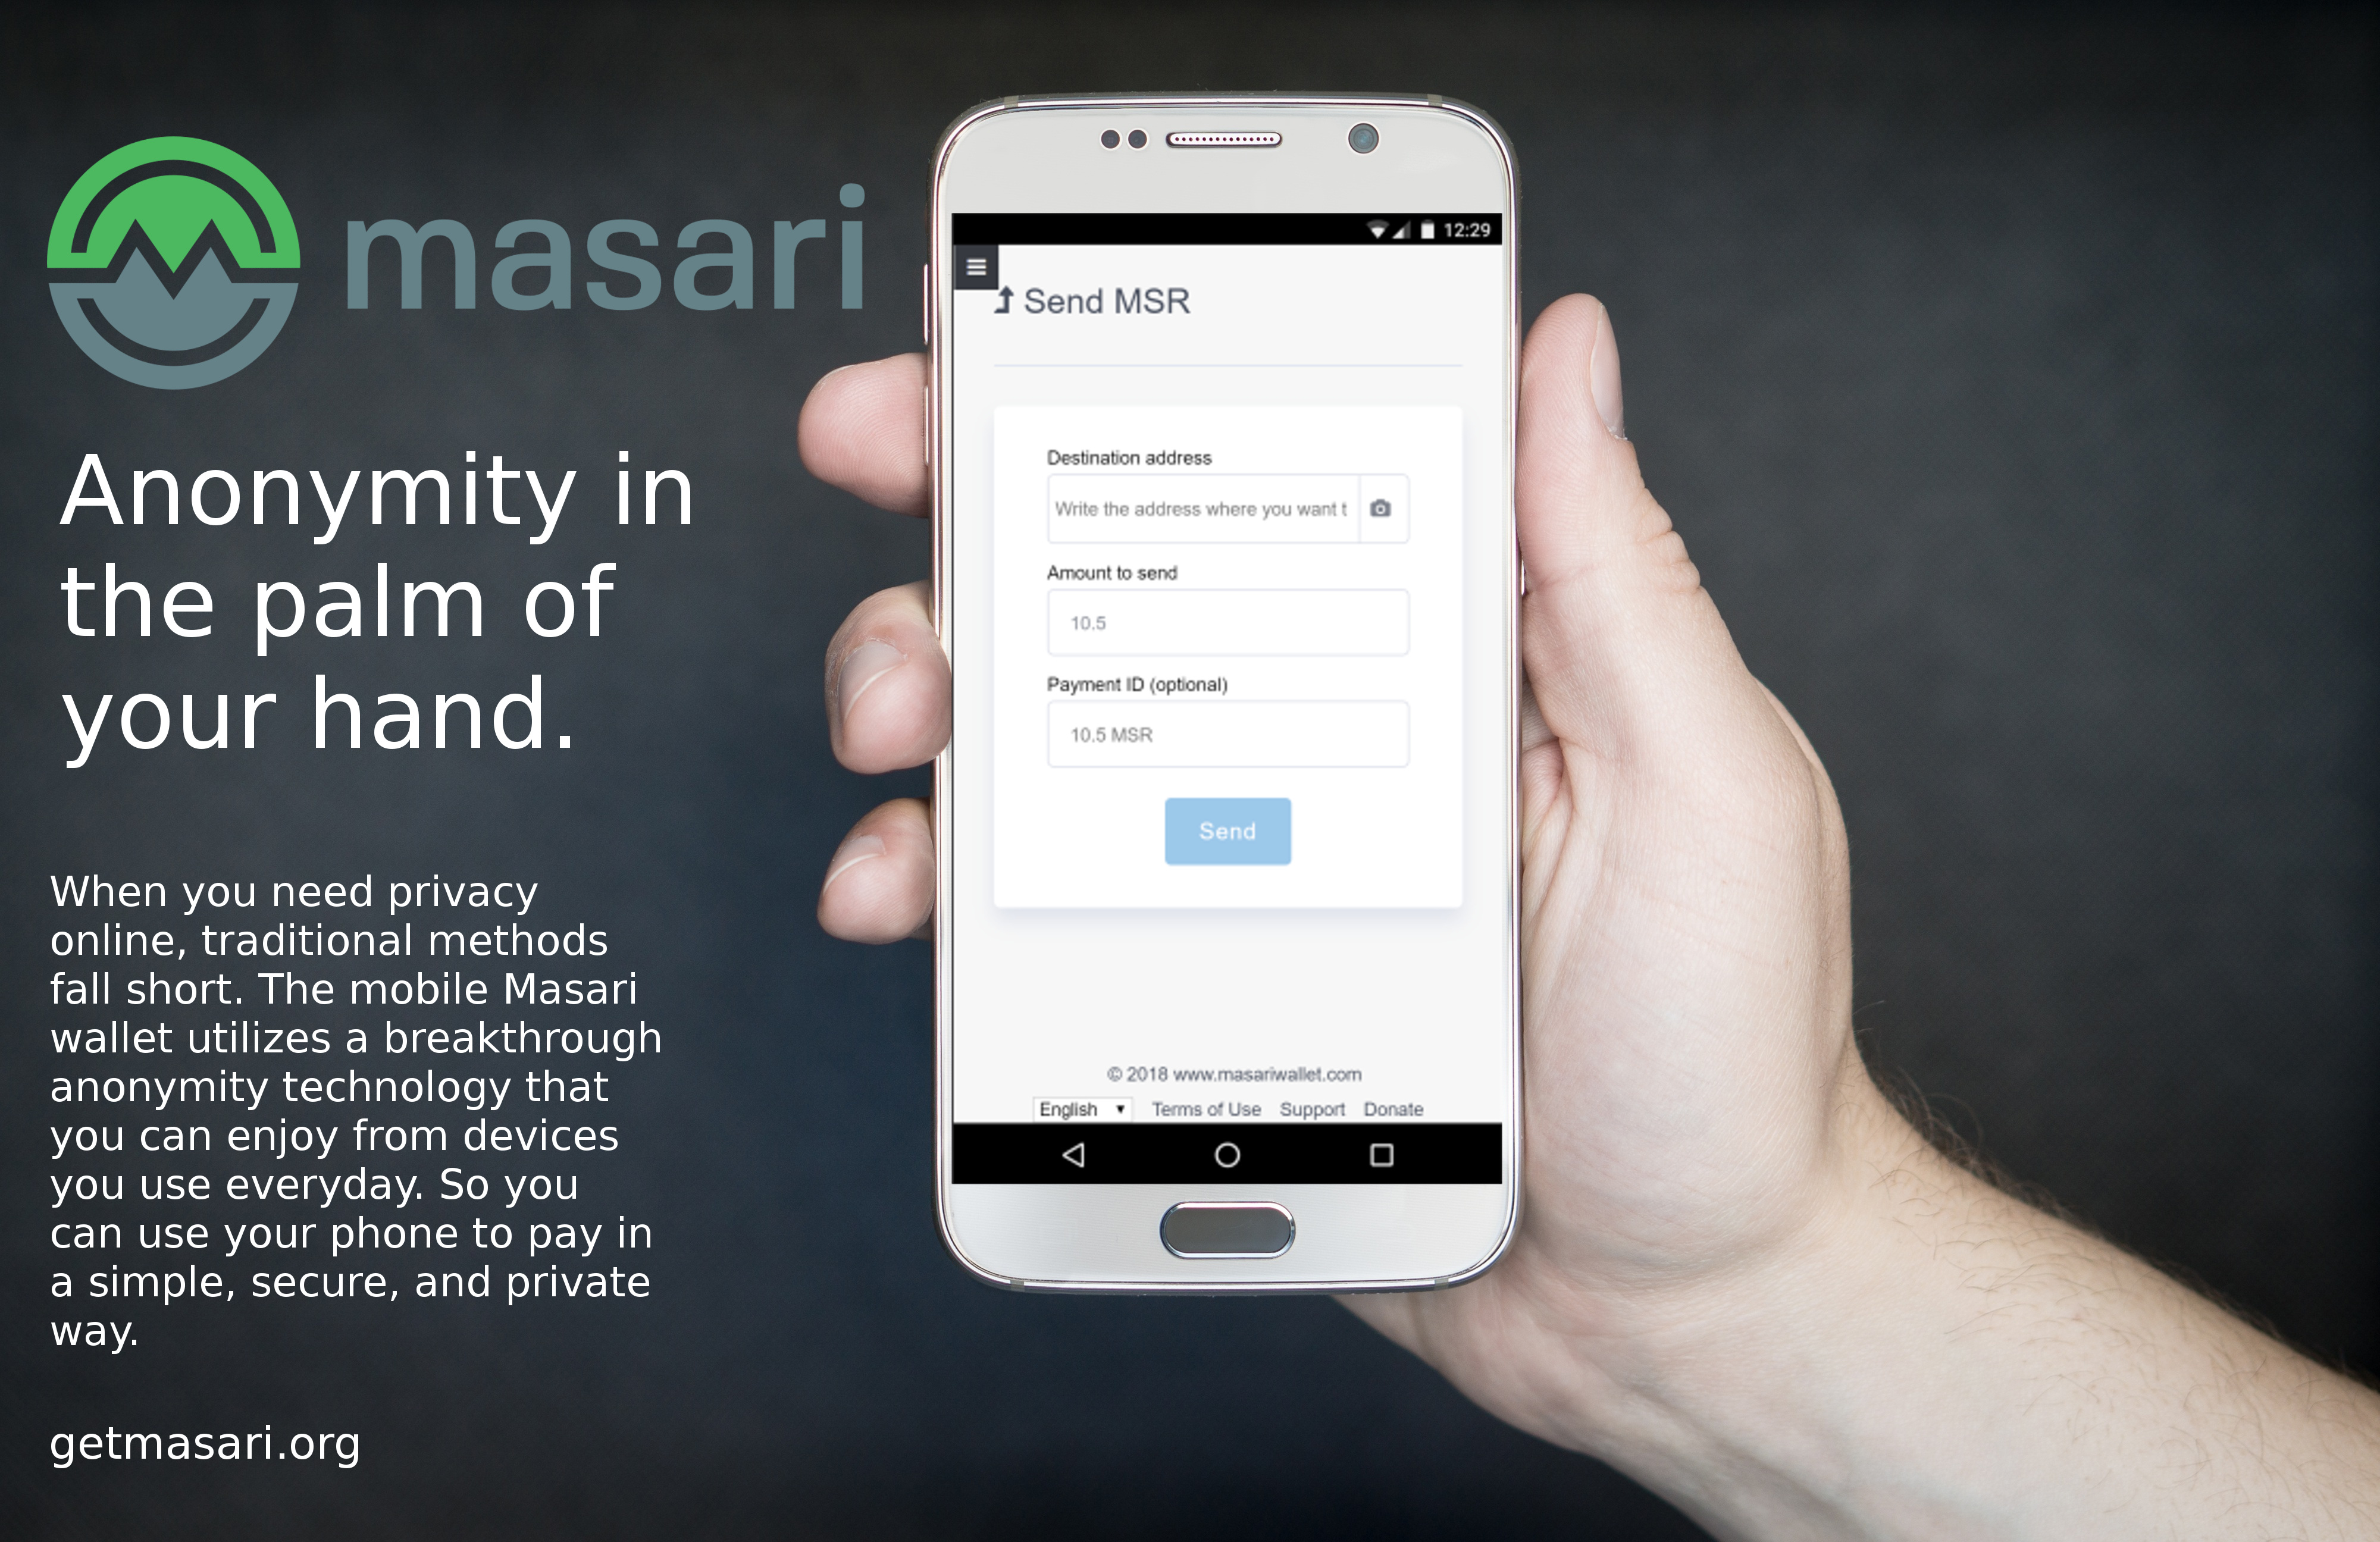 masari
Anonymity in
the palm of
your hand.
When you need privacy
online, traditional methods
fall short. The mobile Masari
wallet utilizes a breakthrough
anonymity technology that
you can enjoy from devices
you use everyday. So you
can use your phone to pay in
a simple, secure, and private
way.
getmasari.org
12:29
Send MSR
Destination address
Write the address where you want t
Amount to send
10.5
Payment ID (optional)
10.5 MSR
Send
© 2018 www.masariwallet.com
English ▼ Terms of Use Support Donate